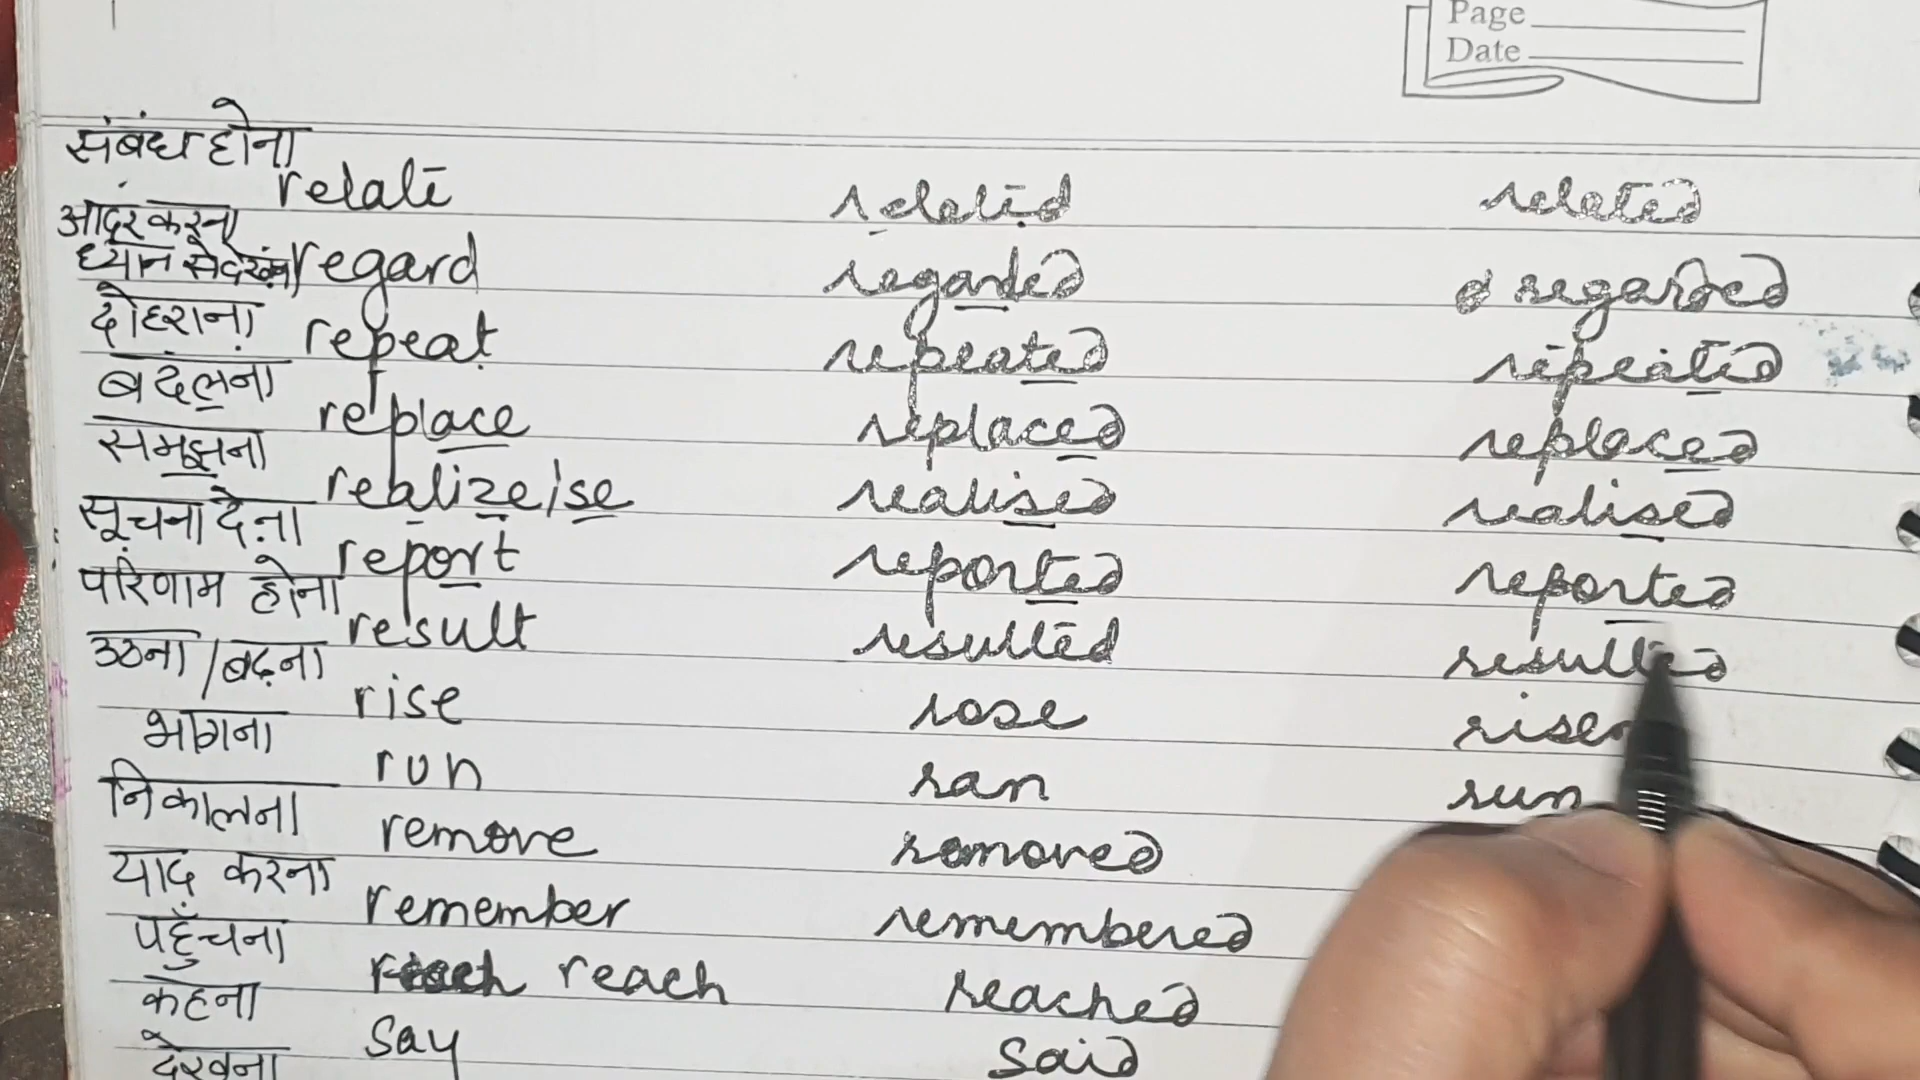 Page
Date
संबंध होना relate related related
आदर करना
ध्यान से देखना regard regarded regarded
दोहराना repeat repeated repeated
बदलना replace replaced replaced
समझना realize/se realised realised
सूचना देना report reported reported
परिणाम होना result resulted resulted
उठना/बढ़ना rise rose risen
भागना run ran run
निकालना remove removed
याद करना remember remembered
पहुँचना reach reached
कहना say said
देखना